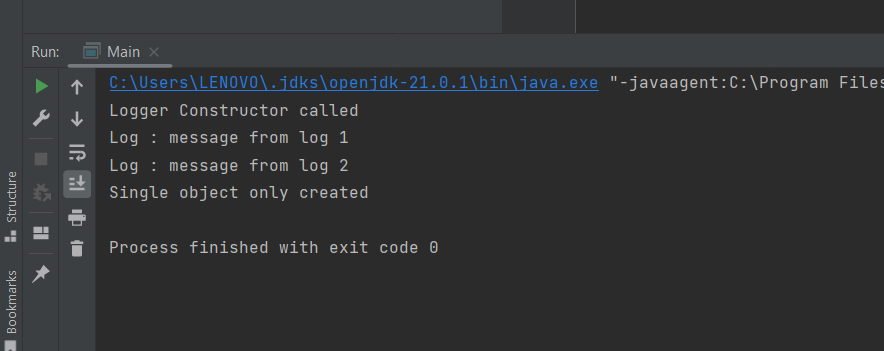 Run: Main
C:\Users\LENOVO\.jdks\openjdk-21.0.1\bin\java.exe "-javaagent:C:\Program Files
Logger Constructor called
Log : message from log 1
Log : message from log 2
Single object only created
Process finished with exit code 0
Structure
Bookmarks